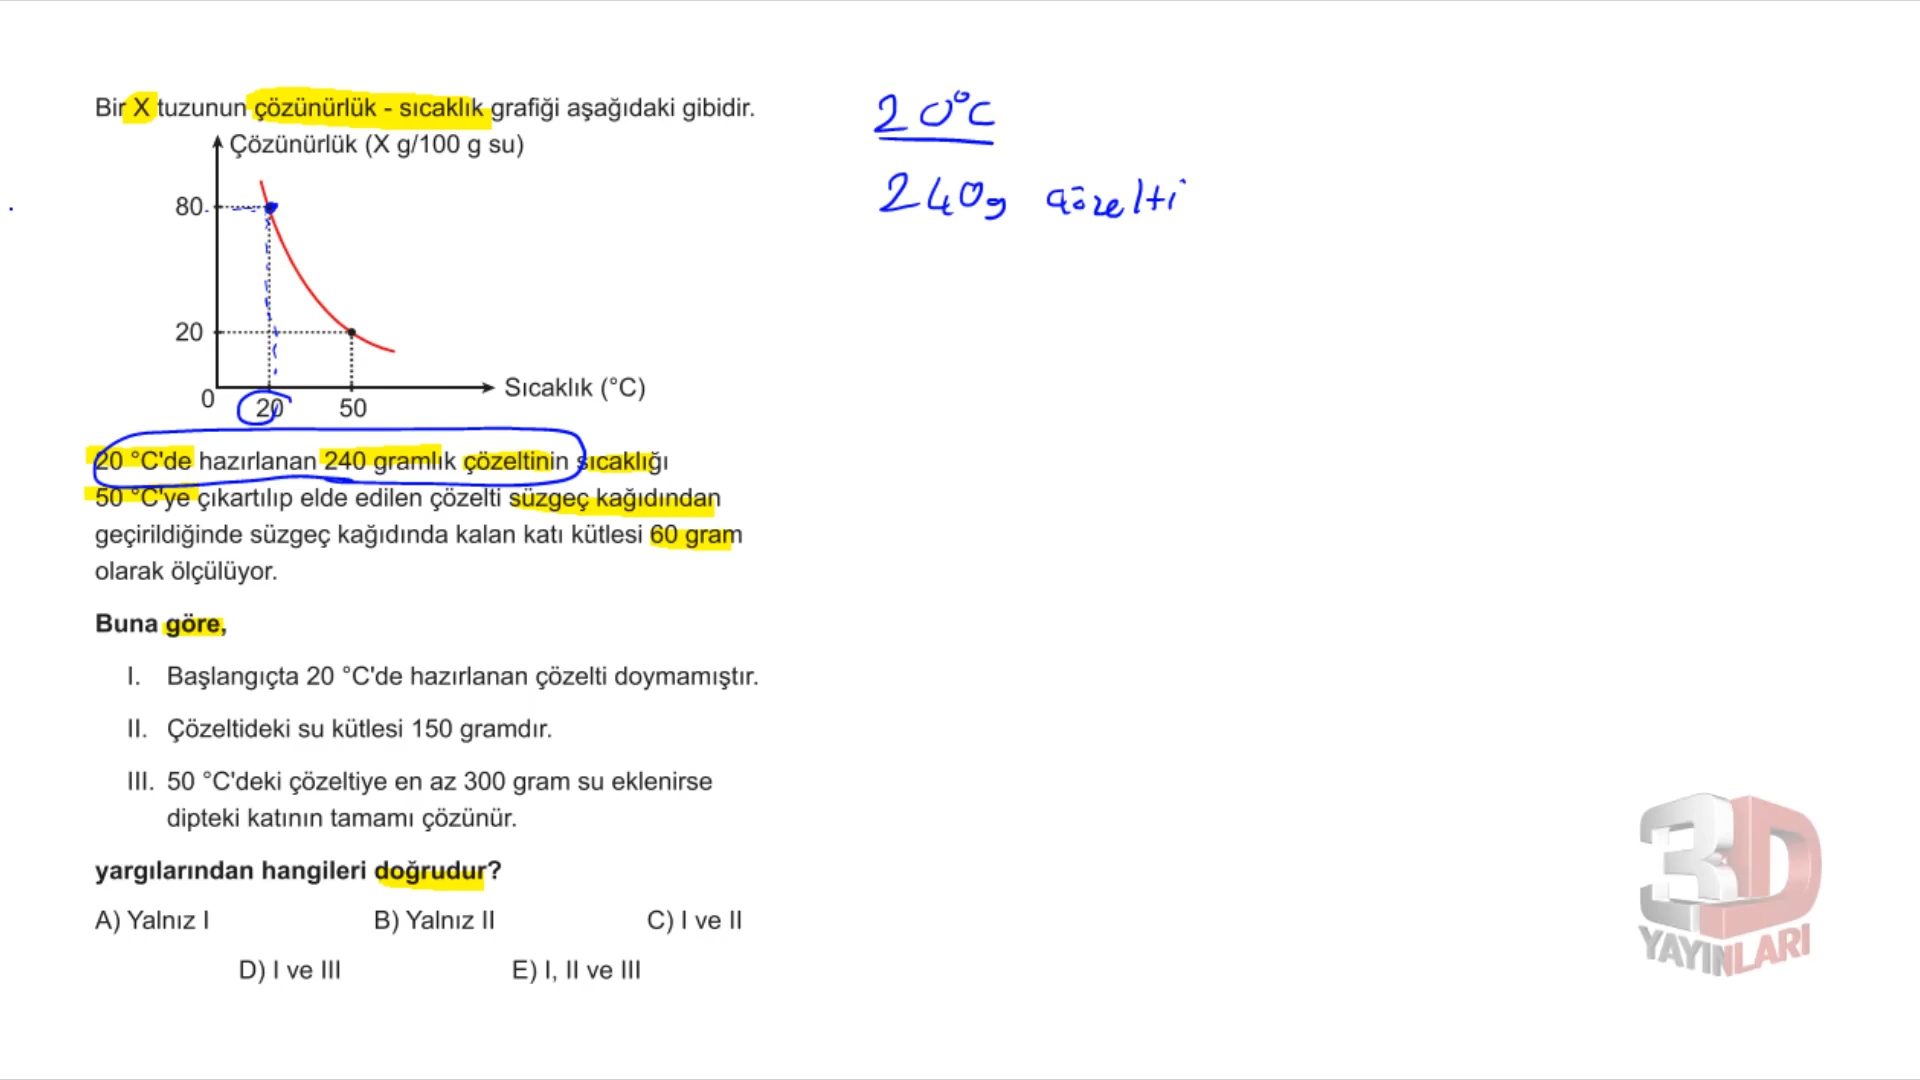 Bir X tuzunun çözünürlük - sıcaklık grafiği aşağıdaki gibidir.
Çözünürlük (X g/100 g su)
80
20
0
20
50
Sıcaklık (°C)
20 °C'de hazırlanan 240 gramlık çözeltinin sıcaklığı
50 °C'ye çıkartılıp elde edilen çözelti süzgeç kağıdından
geçirildiğinde süzgeç kağıdında kalan katı kütlesi 60 gram
olarak ölçülüyor.
Buna göre,
I. Başlangıçta 20 °C'de hazırlanan çözelti doymamıştır.
II. Çözeltideki su kütlesi 150 gramdır.
III. 50 °C'deki çözeltiye en az 300 gram su eklenirse
dipteki katının tamamı çözünür.
yargılarından hangileri doğrudur?
A) Yalnız I
B) Yalnız II
C) I ve II
D) I ve III
E) I, II ve III
20°C
240g çözelti
3D
YAYINLARI